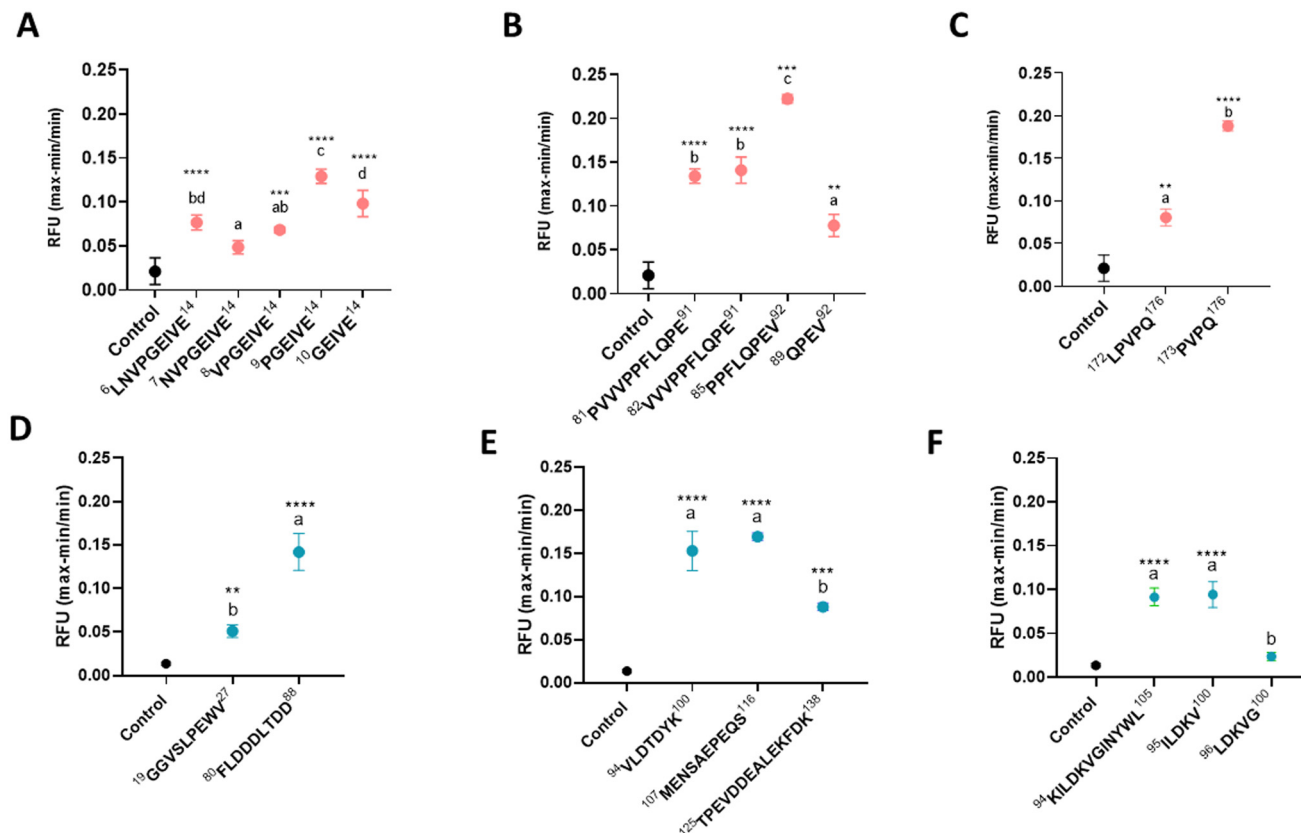 A
RFU (max-min/min)
0.25
0.20
0.15
0.10
0.05
0.00
****
bd
a
***
ab
****
c
****
d
Control
⁶LNVPGEIVE¹⁴
⁷NVPGEIVE¹⁴
⁸VPGEIVE¹⁴
⁹PGEIVE¹⁴
¹⁰GEIVE¹⁴
B
RFU (max-min/min)
0.25
0.20
0.15
0.10
0.05
0.00
****
b
****
b
***
c
**
a
Control
⁸¹PVVVPPFLQPE⁹¹
⁸²VVVPPFLQPE⁹¹
⁸⁵PPFLQPEV⁹²
⁸⁹QPEV⁹²
C
RFU (max-min/min)
0.25
0.20
0.15
0.10
0.05
0.00
**
a
****
b
Control
¹⁷²LPVPQ¹⁷⁶
¹⁷³PVPQ¹⁷⁶
D
RFU (max-min/min)
0.25
0.20
0.15
0.10
0.05
0.00
**
b
****
a
Control
¹⁹GGVSLPEWV²⁷
⁸⁰FLDDDLTDD⁸⁸
E
RFU (max-min/min)
0.25
0.20
0.15
0.10
0.05
0.00
****
a
****
a
***
b
Control
⁹⁴VLDTDYK¹⁰⁰
¹⁰⁷MENSAEPEQS¹¹⁶
¹²⁵TPEVDDEALEKFDK¹³⁸
F
RFU (max-min/min)
0.25
0.20
0.15
0.10
0.05
0.00
****
a
****
a
b
Control
⁹⁴KILDKVGINYWL¹⁰⁵
⁹⁵ILDKV¹⁰⁰
⁹⁶LDKVG¹⁰⁰